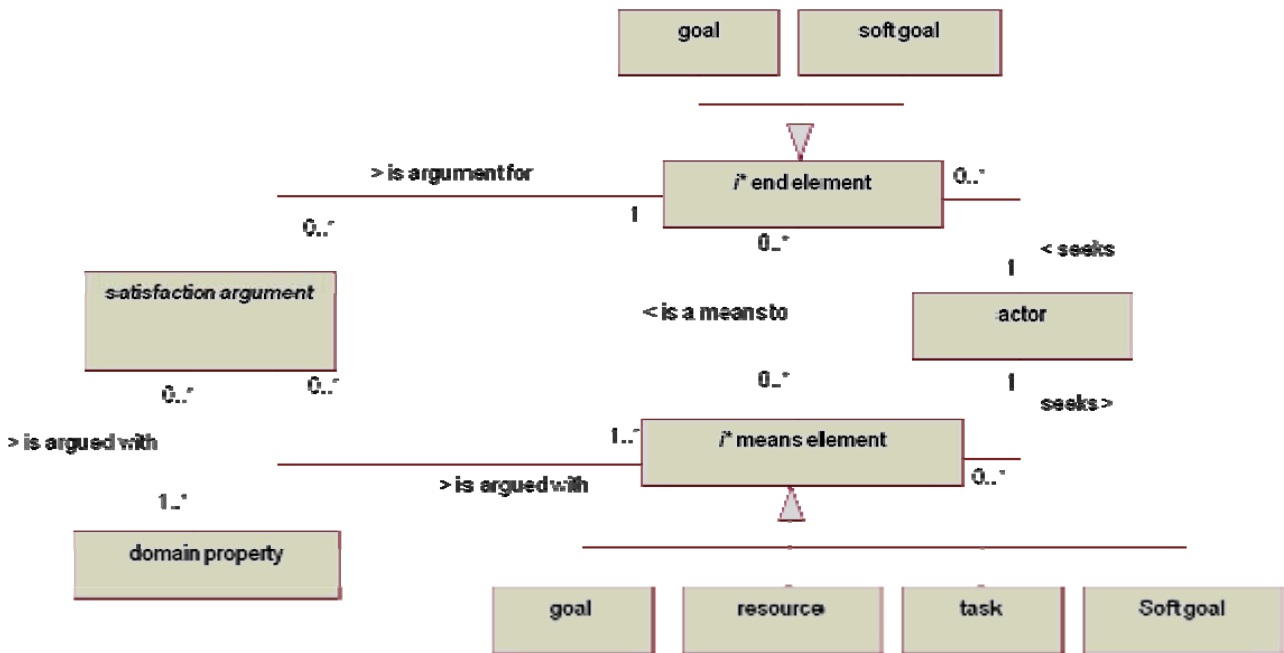 goal
soft goal
> is argument for
i* end element
0..*
0..*
1
0..*
< seeks
1
satisfaction argument
< is a means to
actor
0..*
0..*
0..*
1
seeks >
> is argued with
1..*
i* means element
> is argued with
0..*
1..*
domain property
goal
resource
task
Soft goal